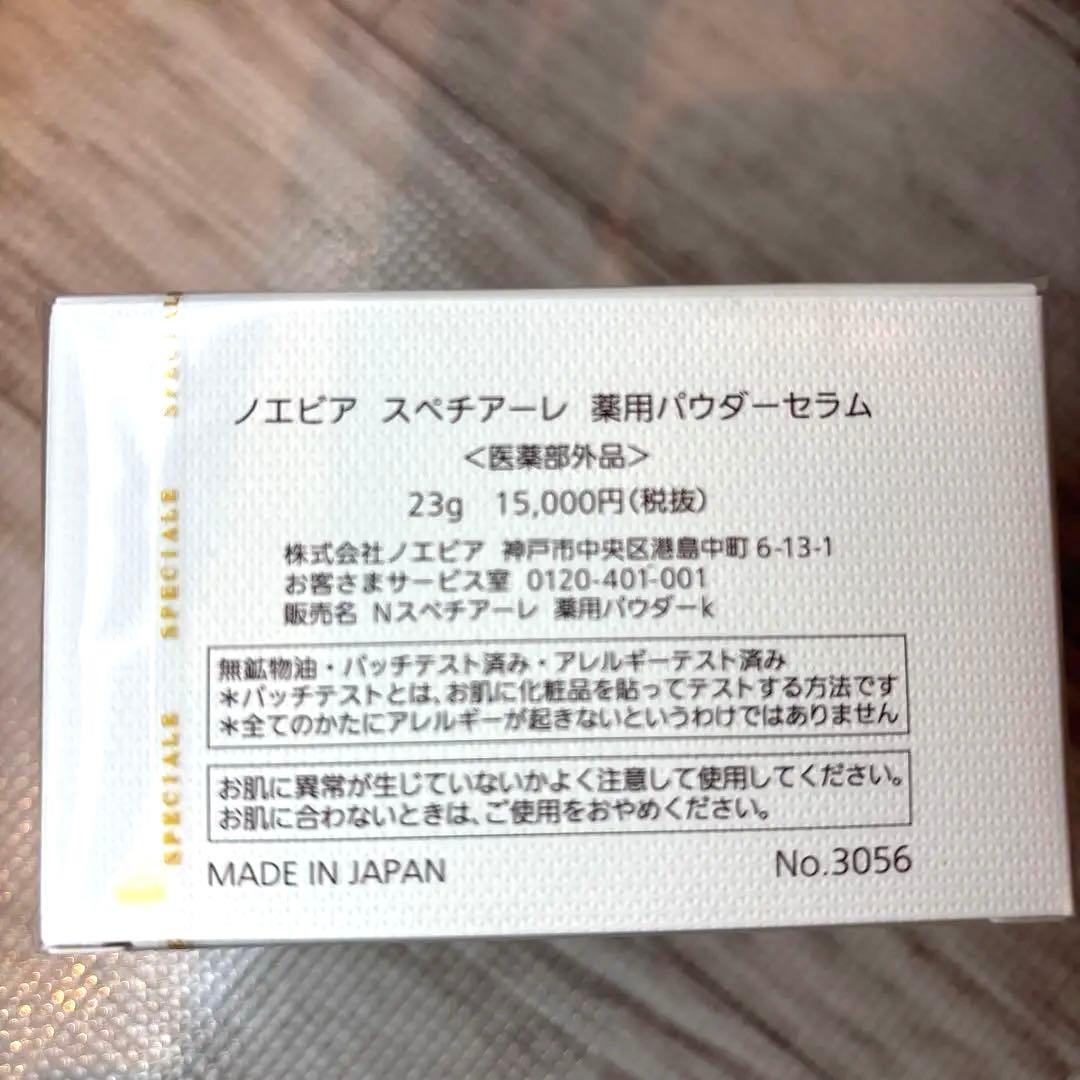 ノエビア スペチアーレ 薬用パウダーセラム
<医薬部外品>
23g 15,000円(税抜)
株式会社ノエビア 神戸市中央区港島中町6-13-1
お客さまサービス室 0120-401-001
販売名 Nスペチアーレ 薬用パウダーk
無鉱物油・パッチテスト済み・アレルギーテスト済み
*パッチテストとは、お肌に化粧品を貼ってテストする方法です
*全てのかたにアレルギーが起きないというわけではありません
お肌に異常が生じていないかよく注意して使用してください。
お肌に合わないときは、ご使用をおやめください。
MADE IN JAPAN
No.3056
SPECIALE
SPECIALE
SPECIALE